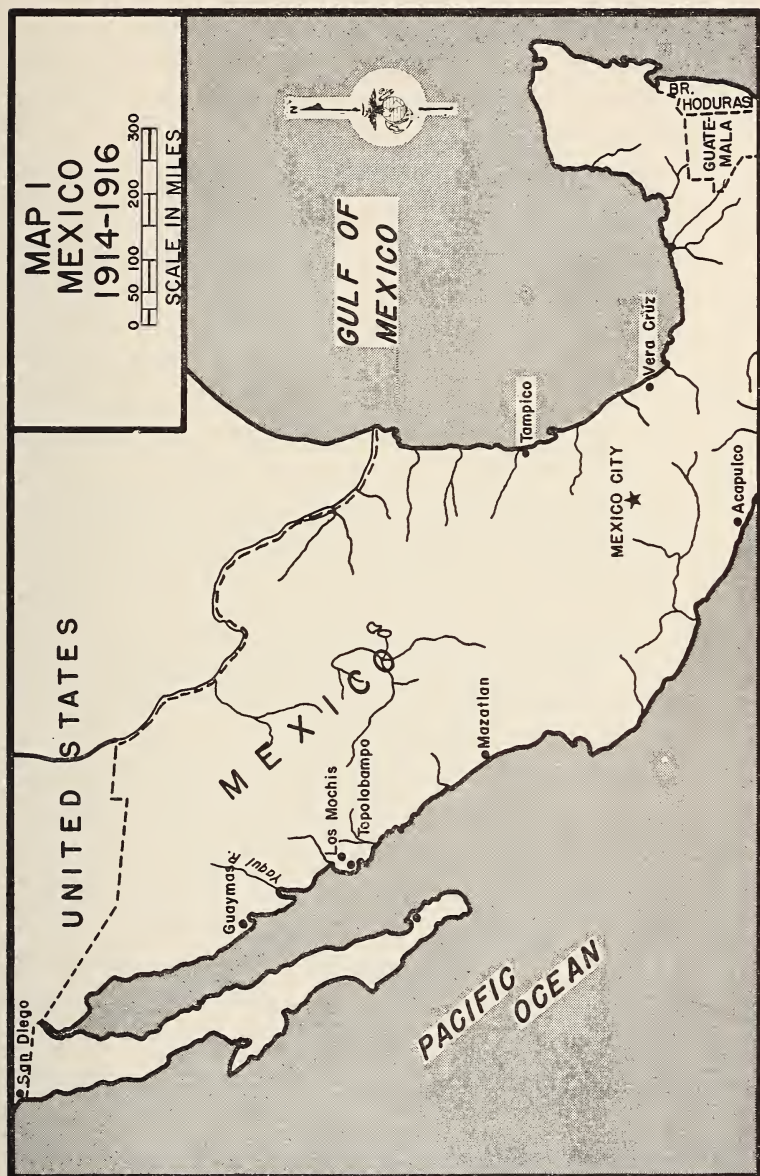 MAP I
MEXICO
1914-1916
0 50 100 200 300
SCALE IN MILES
UNITED STATES
San Diego
GULF OF
MEXICO
N
MEXICO
Guaymas
Yaqui R.
Los Mochis
Topolobampo
Mazatlan
Tampico
MEXICO CITY
Vera Cruz
Acapulco
BR.
HODURAS
GUATE-
MALA
PACIFIC
OCEAN